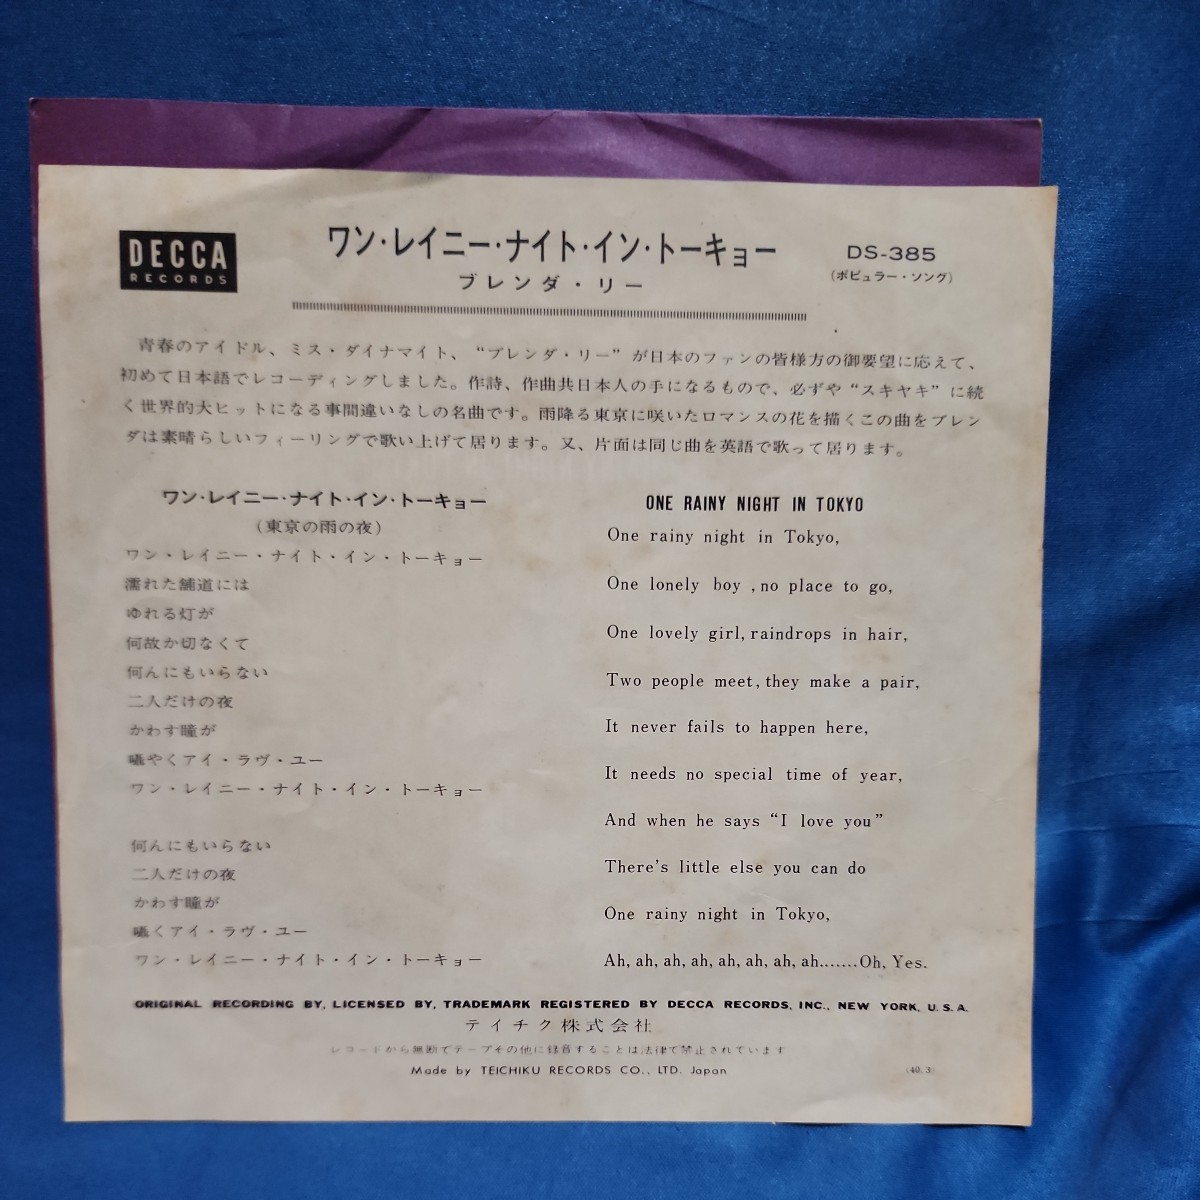 DECCA
RECORDS
ワン・レイニー・ナイト・イン・トーキョー
ブレンダ・リー
DS-385
(ポピュラー・ソング)
青春のアイドル、ミス・ダイナマイト、“ブレンダ・リー”が日本のファンの皆様方の御要望に応えて、
初めて日本語でレコーディングしました。作詩、作曲共日本人の手になるもので、必ずや“スキヤキ”に続
く世界的大ヒットになる事間違いなしの名曲です。雨降る東京に咲いたロマンスの花を描くこの曲をブレン
ダは素晴らしいフィーリングで歌い上げて居ります。又、片面は同じ曲を英語で歌って居ります。
ワン・レイニー・ナイト・イン・トーキョー
(東京の雨の夜)
ワン・レイニー・ナイト・イン・トーキョー
濡れた舗道には
ゆれる灯が
何故か切なくて
何んにもいらない
二人だけの夜
かわす瞳が
囁やくアイ・ラヴ・ユー
ワン・レイニー・ナイト・イン・トーキョー
何んにもいらない
二人だけの夜
かわす瞳が
囁くアイ・ラヴ・ユー
ワン・レイニー・ナイト・イン・トーキョー
ONE RAINY NIGHT IN TOKYO
One rainy night in Tokyo,
One lonely boy , no place to go,
One lovely girl, raindrops in hair,
Two people meet, they make a pair,
It never fails to happen here,
It needs no special time of year,
And when he says “I love you”
There's little else you can do
One rainy night in Tokyo,
Ah, ah, ah, ah, ah, ah, ah, ah.......Oh, Yes.
ORIGINAL RECORDING BY, LICENSED BY, TRADEMARK REGISTERED BY DECCA RECORDS, INC., NEW YORK, U.S.A.
テイチク株式会社
レコードから無断でテープその他に録音することは法律で禁止されています
Made by TEICHIKU RECORDS CO., LTD. Japan
(40.3)